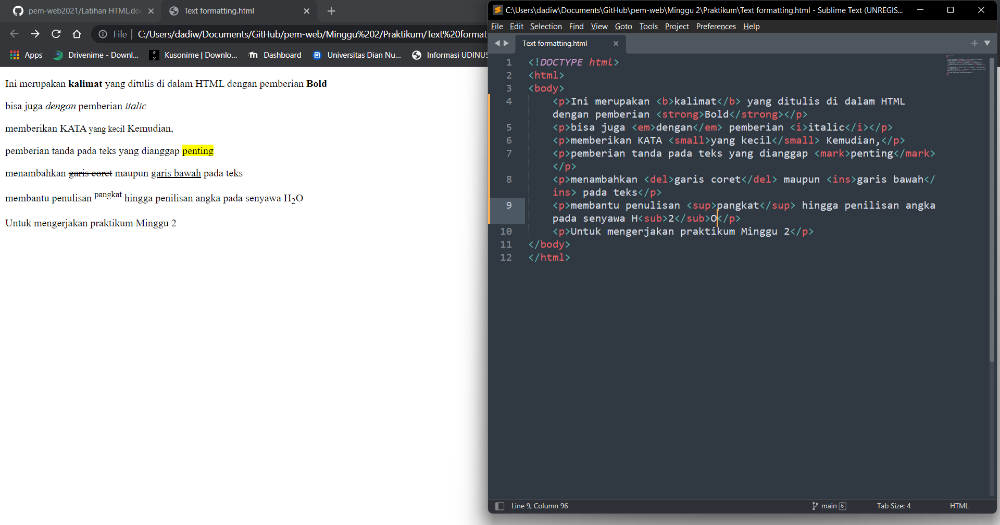 pem-web2021/Latihan HTML.doc
Text formatting.html
File
C:/Users/dadiw/Documents/GitHub/pem-web/Minggu%202/Praktikum/Text%20format
Apps
Drivenime - Downl...
Kusonime | Downlo...
Dashboard
Universitas Dian Nu...
Informasi UDINUS
Ini merupakan kalimat yang ditulis di dalam HTML dengan pemberian Bold
bisa juga dengan pemberian italic
memberikan KATA yang kecil Kemudian,
pemberian tanda pada teks yang dianggap penting
menambahkan garis coret maupun garis bawah pada teks
membantu penulisan pangkat hingga penilisan angka pada senyawa H2O
Untuk mengerjakan praktikum Minggu 2
C:\Users\dadiw\Documents\GitHub\pem-web\Minggu 2\Praktikum\Text formatting.html - Sublime Text (UNREGIS...
File Edit Selection Find View Goto Tools Project Preferences Help
Text formatting.html
1 <!DOCTYPE html>
2 <html>
3 <body>
4 <p>Ini merupakan <b>kalimat</b> yang ditulis di dalam HTML
dengan pemberian <strong>Bold</strong></p>
5 <p>bisa juga <em>dengan</em> pemberian <i>italic</i></p>
6 <p>memberikan KATA <small>yang kecil</small> Kemudian,</p>
7 <p>pemberian tanda pada teks yang dianggap <mark>penting</mark>
</p>
8 <p>menambahkan <del>garis coret</del> maupun <ins>garis bawah</
ins> pada teks</p>
9 <p>membantu penulisan <sup>pangkat</sup> hingga penilisan angka
pada senyawa H<sub>2</sub>O</p>
10 <p>Untuk mengerjakan praktikum Minggu 2</p>
11 </body>
12 </html>
Line 9, Column 96
main 6
Tab Size: 4
HTML